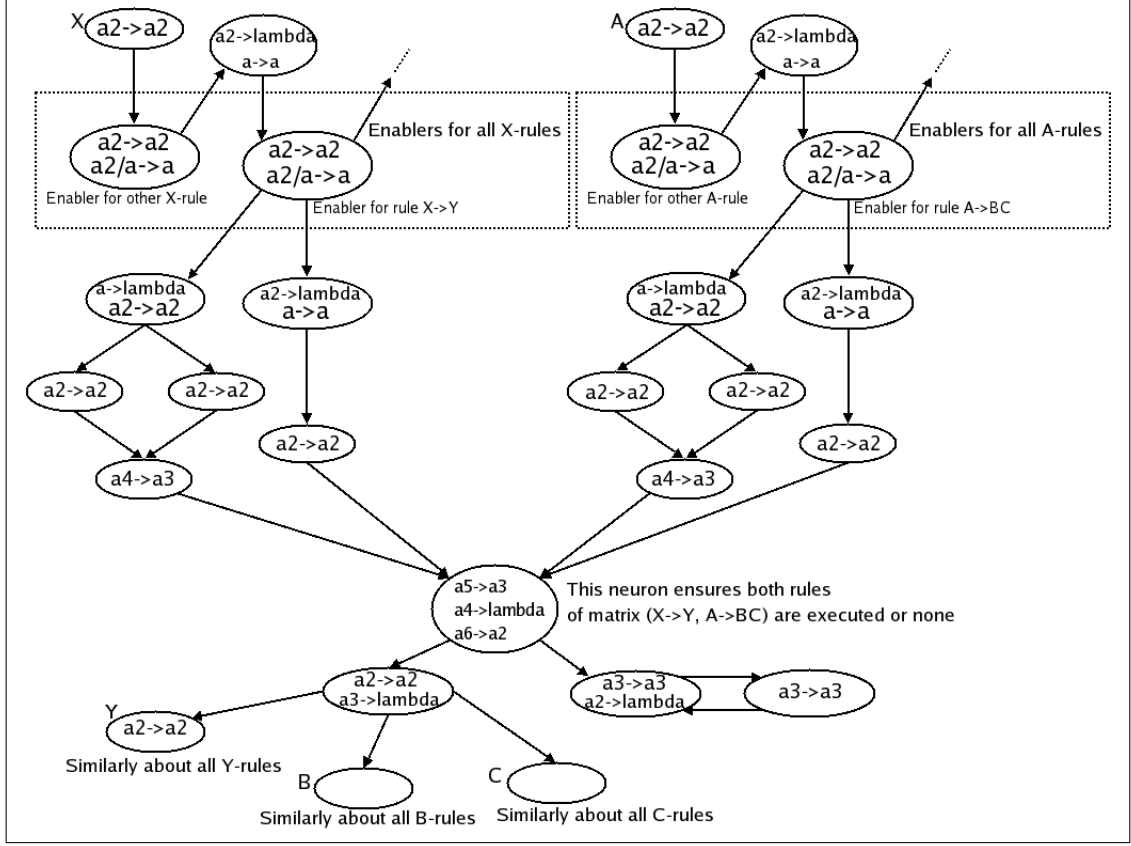 X
a2->a2
a2->lambda
a->a
a2->a2
a2/a->a
Enabler for other X-rule
a2->a2
a2/a->a
Enablers for all X-rules
Enabler for rule X->Y
a->lambda
a2->a2
a2->lambda
a->a
a2->a2
a2->a2
a2->a2
a4->a3
A
a2->a2
a2->lambda
a->a
a2->a2
a2/a->a
Enabler for other A-rule
a2->a2
a2/a->a
Enablers for all A-rules
Enabler for rule A->BC
a->lambda
a2->a2
a2->lambda
a->a
a2->a2
a2->a2
a2->a2
a4->a3
a5->a3
a4->lambda
a6->a2
This neuron ensures both rules
of matrix (X->Y, A->BC) are executed or none
a2->a2
a3->lambda
a3->a3
a2->lambda
a3->a3
Y
a2->a2
Similarly about all Y-rules
B
Similarly about all B-rules
C
Similarly about all C-rules